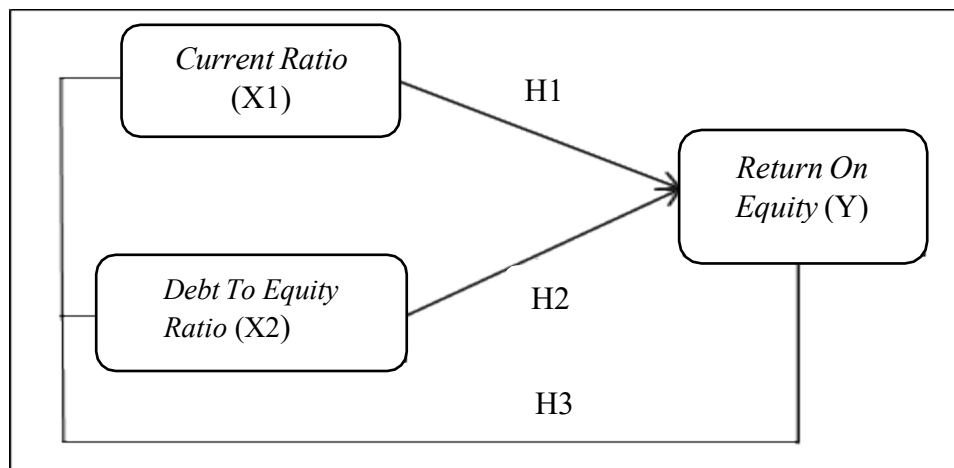 Current Ratio
(X1)
H1
Return On
Equity (Y)
Debt To Equity
Ratio (X2)
H2
H3